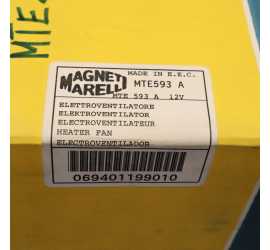 MTE
MAGNETI
MARELLI
MADE IN E.E.C.
MTE593 A
MTE 593 A 12V
ELETTROVENTILATORE
ELEKTROVENTILATOR
ELECTROVENTILATEUR
HEATER FAN
ELECTROVENTILADOR
069401199010